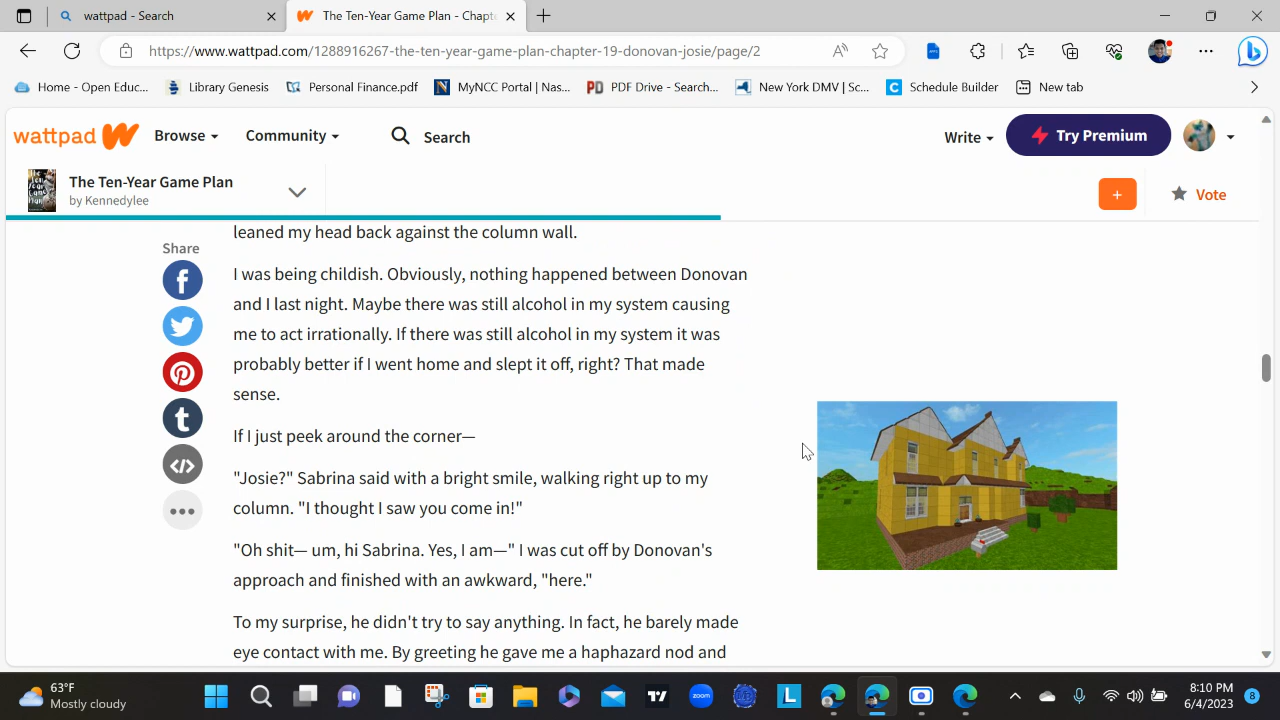 wattpad - Search
The Ten-Year Game Plan - Chapte
https://www.wattpad.com/1288916267-the-ten-year-game-plan-chapter-19-donovan-josie/page/2
Home - Open Educ...
Library Genesis
Personal Finance.pdf
MyNCC Portal | Nas...
PDF Drive - Search...
New York DMV | Sc...
Schedule Builder
New tab
wattpad
Browse
Community
Search
Write
Try Premium
The Ten-Year Game Plan
by Kennedylee
+
Vote
Share
leaned my head back against the column wall.
I was being childish. Obviously, nothing happened between Donovan
and I last night. Maybe there was still alcohol in my system causing
me to act irrationally. If there was still alcohol in my system it was
probably better if I went home and slept it off, right? That made
sense.
If I just peek around the corner—
"Josie?" Sabrina said with a bright smile, walking right up to my
column. "I thought I saw you come in!"
"Oh shit— um, hi Sabrina. Yes, I am—" I was cut off by Donovan's
approach and finished with an awkward, "here."
To my surprise, he didn't try to say anything. In fact, he barely made
eye contact with me. By greeting he gave me a haphazard nod and
63°F
Mostly cloudy
zoom
L
8:10 PM
6/4/2023
8